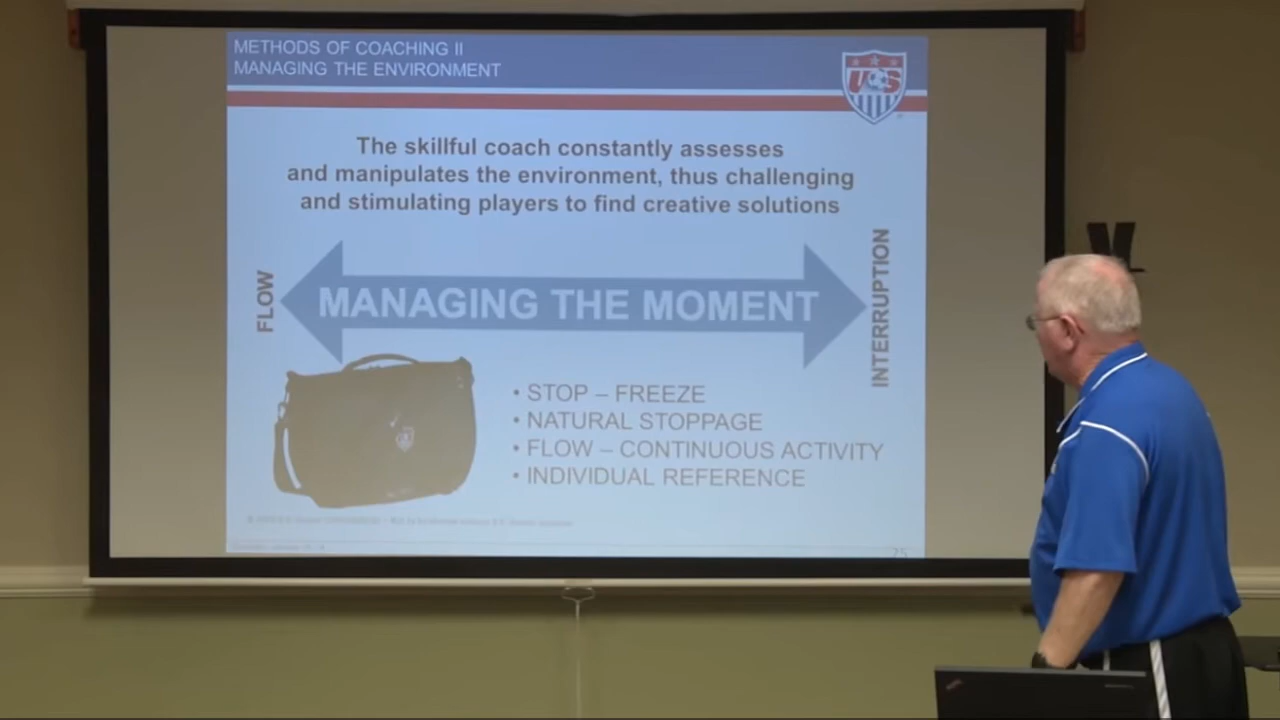 METHODS OF COACHING II
MANAGING THE ENVIRONMENT
US
The skillful coach constantly assesses
and manipulates the environment, thus challenging
and stimulating players to find creative solutions
FLOW
MANAGING THE MOMENT
INTERRUPTION
• STOP – FREEZE
• NATURAL STOPPAGE
• FLOW – CONTINUOUS ACTIVITY
• INDIVIDUAL REFERENCE
75